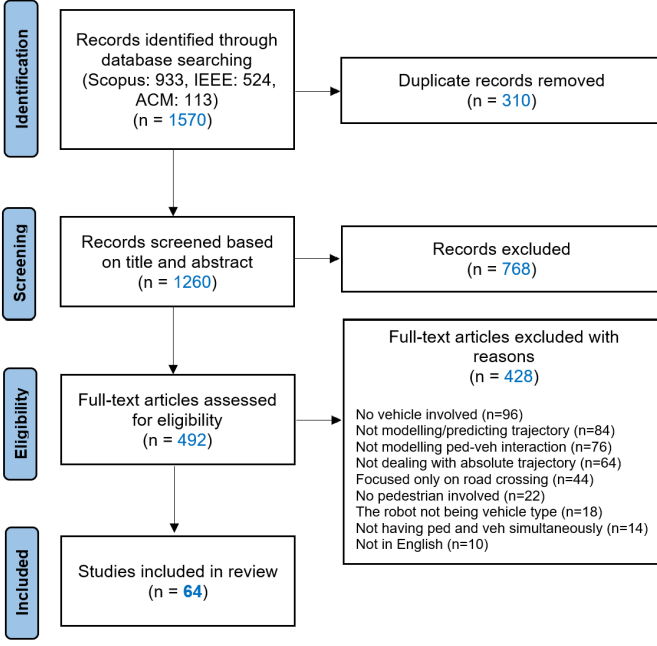 Identification
Records identified through
database searching
(Scopus: 933, IEEE: 524,
ACM: 113)
(n = 1570)
Duplicate records removed
(n = 310)
Screening
Records screened based
on title and abstract
(n = 1260)
Records excluded
(n = 768)
Eligibility
Full-text articles assessed
for eligibility
(n = 492)
Full-text articles excluded with
reasons
(n = 428)
No vehicle involved (n=96)
Not modelling/predicting trajectory (n=84)
Not modelling ped-veh interaction (n=76)
Not dealing with absolute trajectory (n=64)
Focused only on road crossing (n=44)
No pedestrian involved (n=22)
The robot not being vehicle type (n=18)
Not having ped and veh simultaneously (n=14)
Not in English (n=10)
Included
Studies included in review
(n = 64)